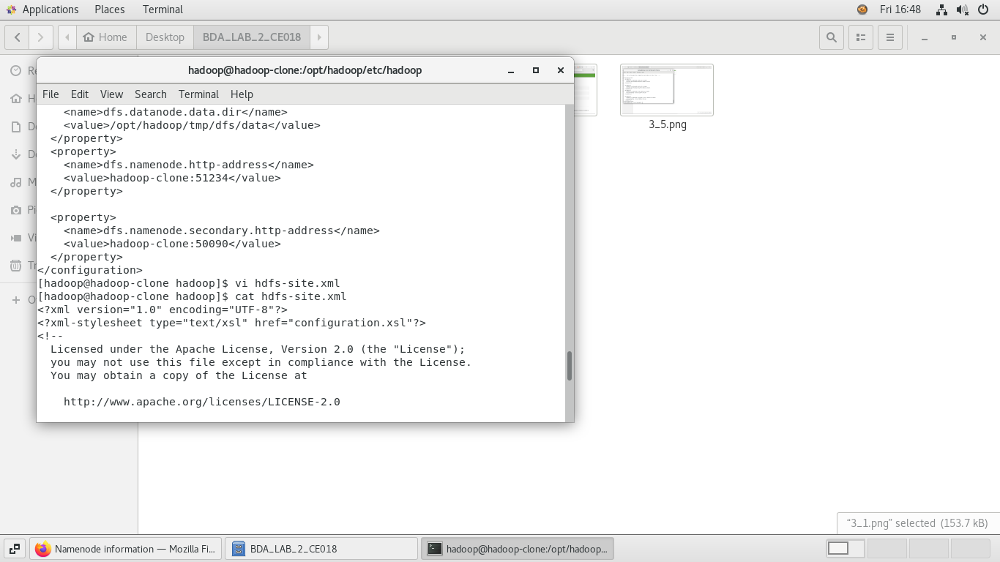 Applications Places Terminal Fri 16:48
Home Desktop BDA_LAB_2_CE018
hadoop@hadoop-clone:/opt/hadoop/etc/hadoop
File Edit View Search Terminal Help
<name>dfs.datanode.data.dir</name>
<value>/opt/hadoop/tmp/dfs/data</value>
</property>
<property>
<name>dfs.namenode.http-address</name>
<value>hadoop-clone:51234</value>
</property>
<property>
<name>dfs.namenode.secondary.http-address</name>
<value>hadoop-clone:50090</value>
</property>
</configuration>
[hadoop@hadoop-clone hadoop]$ vi hdfs-site.xml
[hadoop@hadoop-clone hadoop]$ cat hdfs-site.xml
<?xml version="1.0" encoding="UTF-8"?>
<?xml-stylesheet type="text/xsl" href="configuration.xsl"?>
<!--
Licensed under the Apache License, Version 2.0 (the "License");
you may not use this file except in compliance with the License.
You may obtain a copy of the License at
http://www.apache.org/licenses/LICENSE-2.0
3_5.png
"3_1.png" selected (153.7 kB)
Namenode information — Mozilla Fi...
BDA_LAB_2_CE018
hadoop@hadoop-clone:/opt/hadoop...